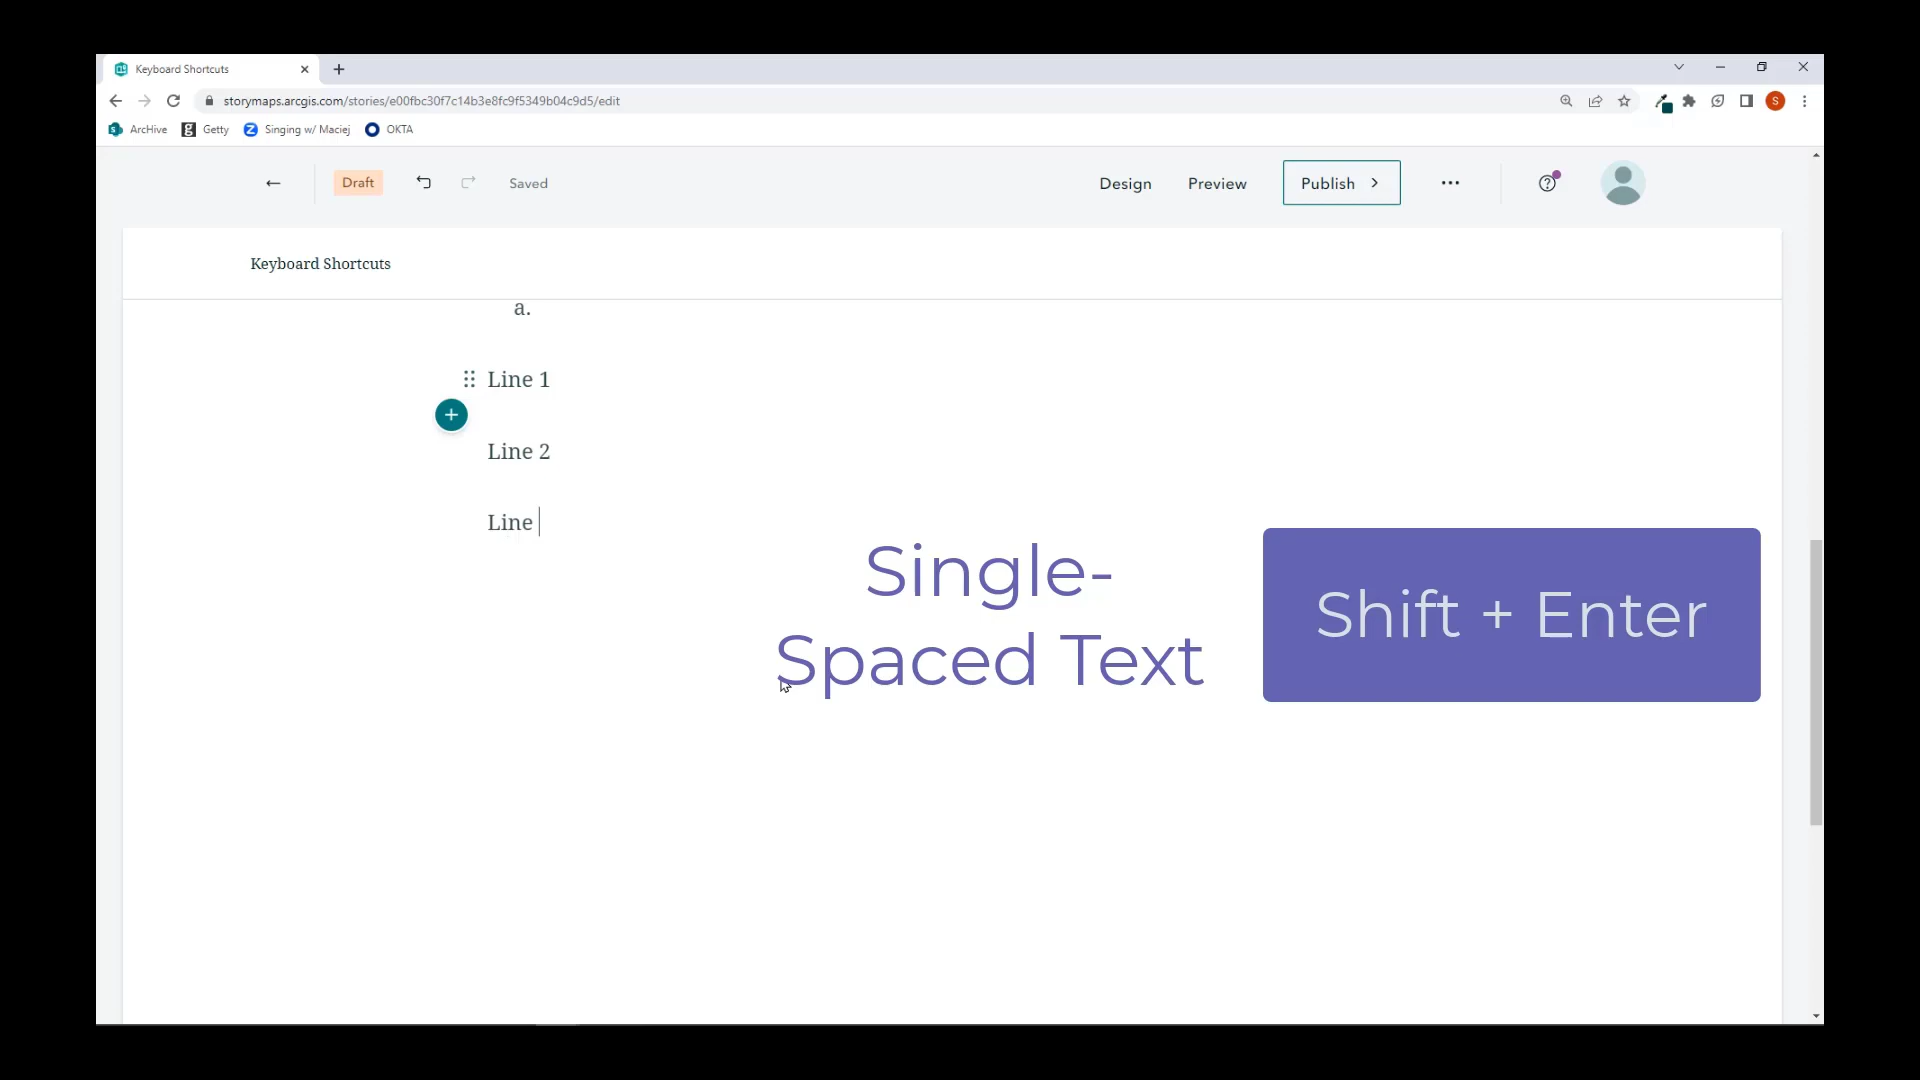 Keyboard Shortcuts
storymaps.arcgis.com/stories/e00fbc30f7c14b3e8fc9f5349b04c9d5/edit
S
S ArcHive g Getty Z Singing w/ Maciej OKTA
Draft Saved Design Preview Publish
Keyboard Shortcuts
a.
Line 1
Line 2
Line
Single-
Spaced Text
Shift + Enter